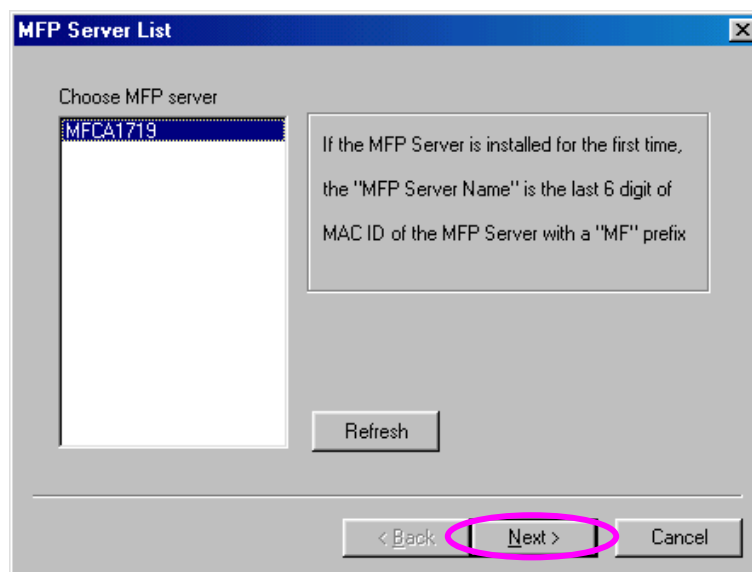 MFP Server List
Choose MFP server
MFCA1719
If the MFP Server is installed for the first time,
the "MFP Server Name" is the last 6 digit of
MAC ID of the MFP Server with a "MF" prefix
Refresh
< Back
Next >
Cancel